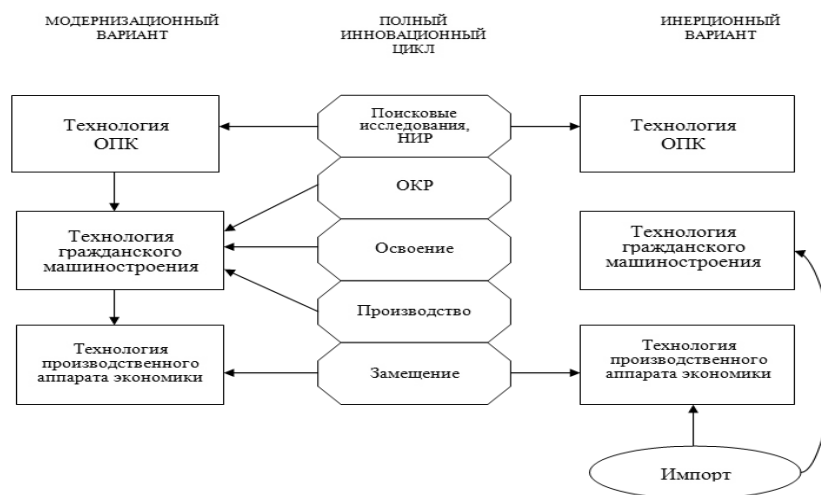 МОДЕРНИЗАЦИОННЫЙ
ВАРИАНТ
ПОЛНЫЙ
ИННОВАЦИОННЫЙ
ЦИКЛ
ИНЕРЦИОННЫЙ
ВАРИАНТ
Технология
ОПК
Поисковые
исследования,
НИР
Технология
ОПК
ОКР
Технология
гражданского
машиностроения
Освоение
Технология
гражданского
машиностроения
Производство
Технология
производственного
аппарата экономики
Замещение
Технология
производственного
аппарата экономики
Импорт